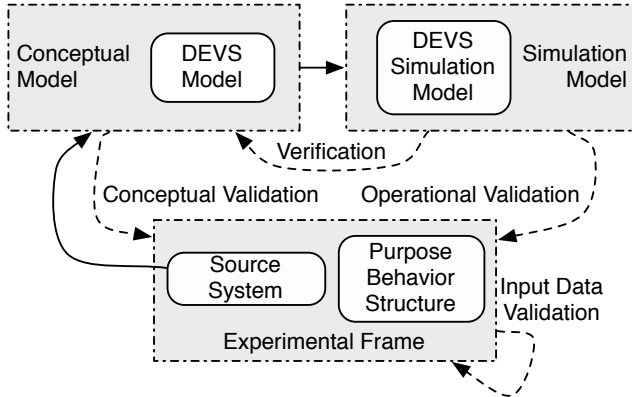 Conceptual
Model
DEVS
Model
DEVS
Simulation
Model
Simulation
Model
Verification
Conceptual Validation
Operational Validation
Source
System
Purpose
Behavior
Structure
Input Data
Validation
Experimental Frame